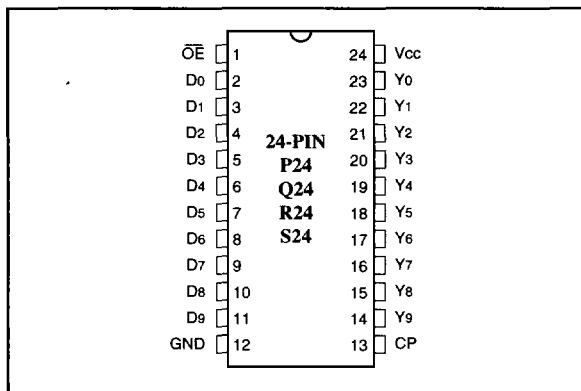 O̅E̅ 1 24 Vcc
D0 2 23 Y0
D1 3 22 Y1
D2 4 21 Y2
24-PIN
D3 5 20 Y3
P24
D4 6 19 Y4
Q24
D5 7 18 Y5
R24
D6 8 17 Y6
S24
D7 9 16 Y7
D8 10 15 Y8
D9 11 14 Y9
GND 12 13 CP